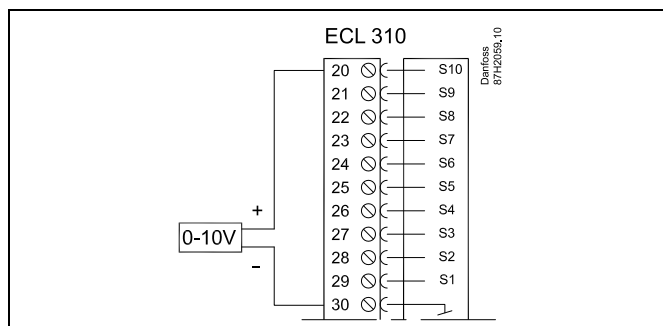 ECL 310
Danfoss
87H2059.10
20 S10
21 S9
22 S8
23 S7
24 S6
25 S5
26 S4
27 S3
28 S2
29 S1
30
+
0-10V
-